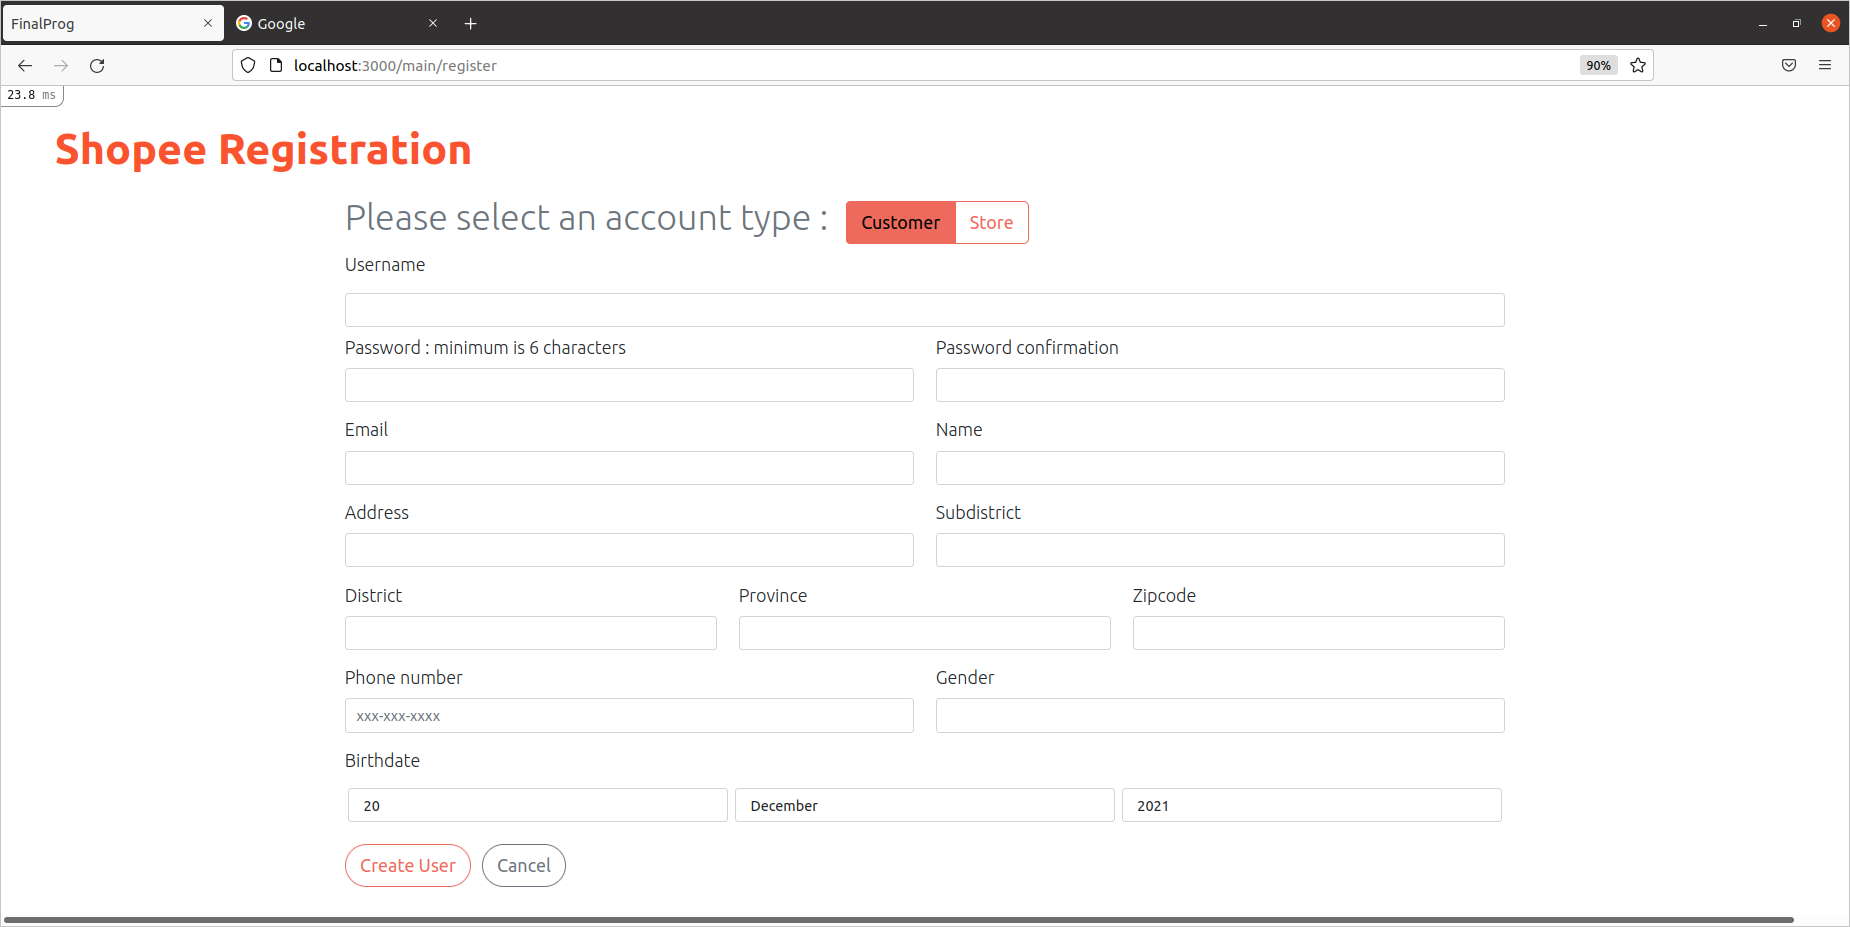 FinalProg Google
localhost:3000/main/register 90%
23.8 ms
Shopee Registration
Please select an account type : Customer Store
Username
Password : minimum is 6 characters Password confirmation
Email Name
Address Subdistrict
District Province Zipcode
Phone number Gender
xxx-xxx-xxxx
Birthdate
20 December 2021
Create User Cancel